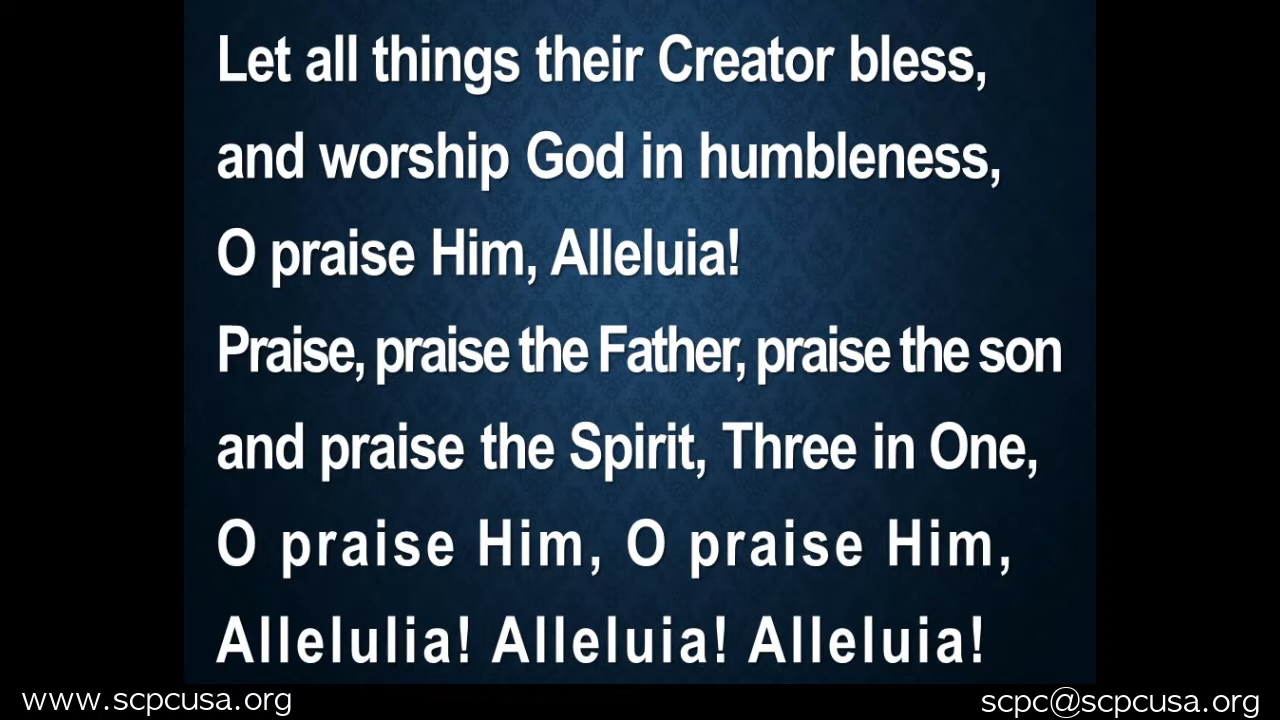 Let all things their Creator bless,
and worship God in humbleness,
O praise Him, Alleluia!
Praise, praise the Father, praise the son
and praise the Spirit, Three in One,
O praise Him, O praise Him,
Allelulia! Alleluia! Alleluia!
www.scpcusa.org
scpc@scpcusa.org